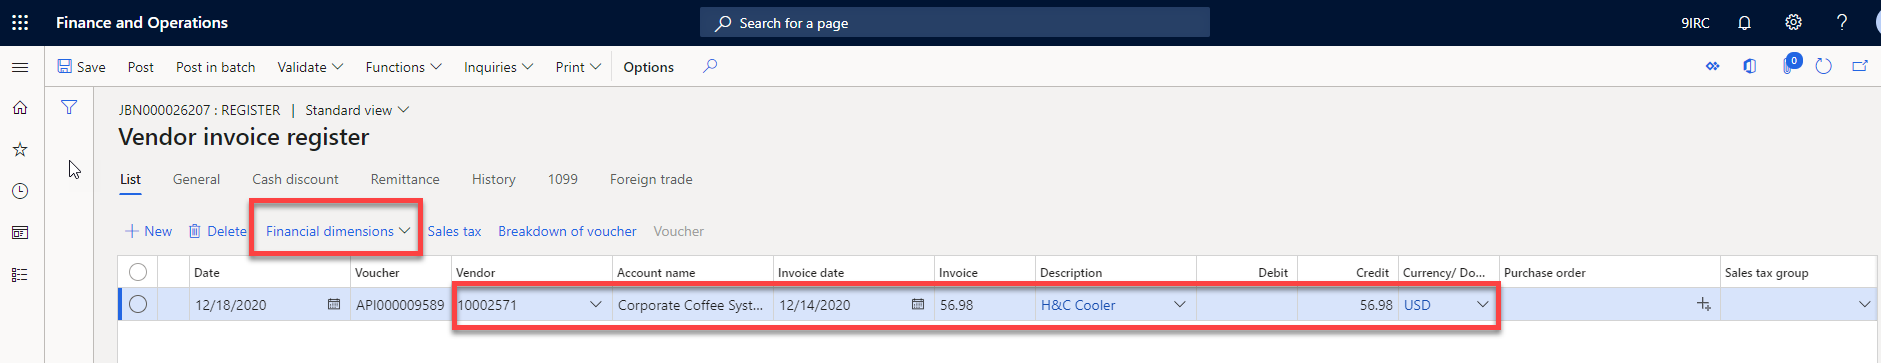 Finance and Operations
Search for a page
9IRC
?
Save Post Post in batch Validate Functions Inquiries Print Options
0
JBN000026207 : REGISTER | Standard view
Vendor invoice register
List General Cash discount Remittance History 1099 Foreign trade
+ New Delete Financial dimensions Sales tax Breakdown of voucher Voucher
Date Voucher Vendor Account name Invoice date Invoice Description Debit Credit Currency/ Do... Purchase order Sales tax group
12/18/2020 API000009589 10002571 Corporate Coffee Syst... 12/14/2020 56.98 H&C Cooler 56.98 USD